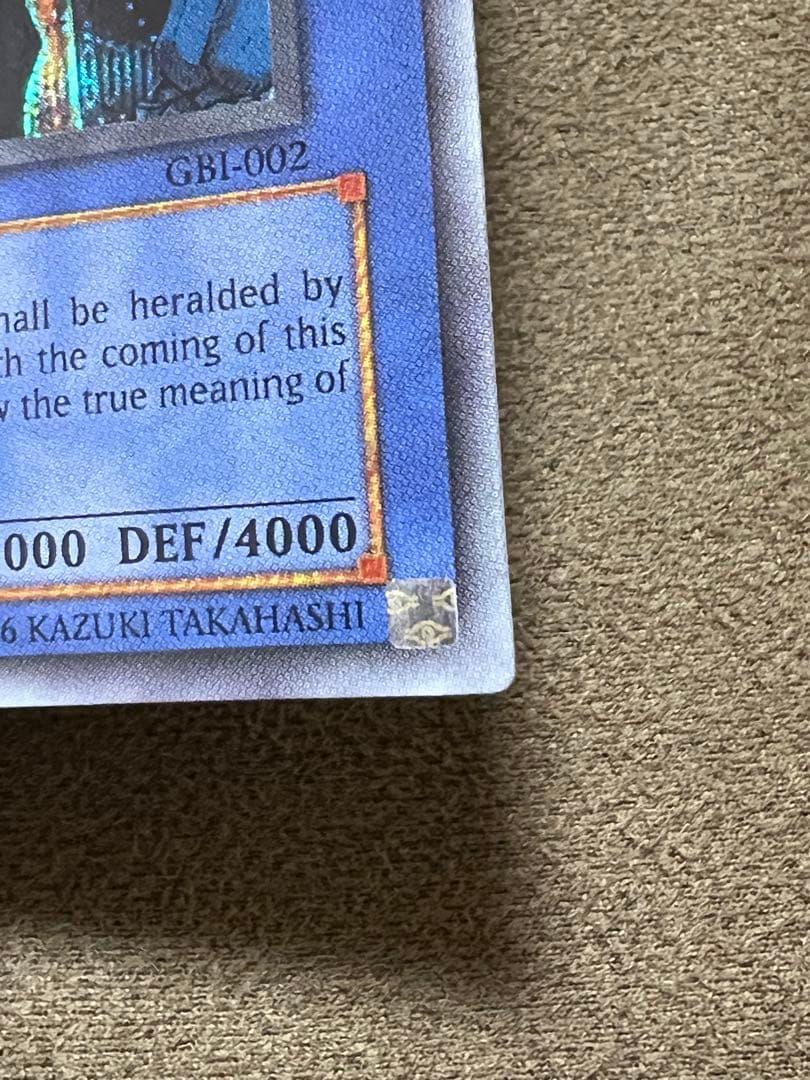 GBI-002
hall be heralded by
the coming of this
the true meaning of
000 DEF/4000
6 KAZUKI TAKAHASHI